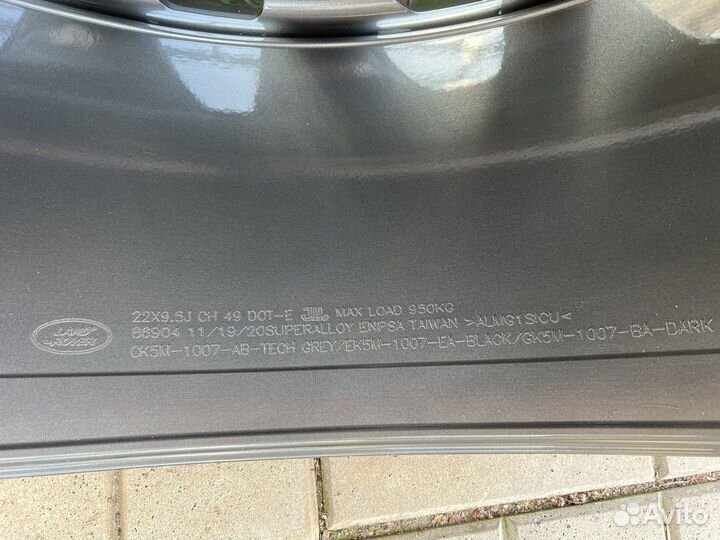 22X9.5J CH 49 DOT-E JWL MAX LOAD 950KG
LAND
ROVER
86904 11/19/20SUPERALLOY ENIPSA TAIWAN >ALMG1SICU<
CK5M-1007-AB-TECH GREY/EK5M-1007-EA-BLACK/GK5M-1007-BA-DARK
Avito